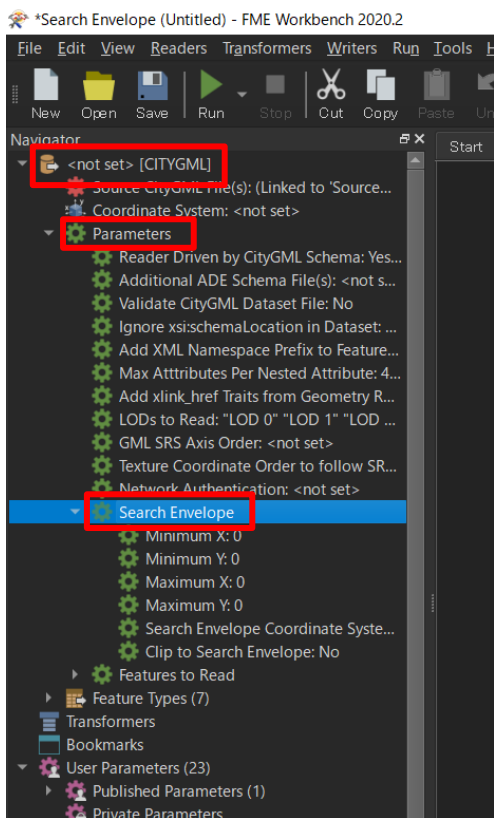 *Search Envelope (Untitled) - FME Workbench 2020.2
File Edit View Readers Transformers Writers Run Tools H
New Open Save Run Stop Cut Copy Paste Un
Navigator
Start
<not set> [CITYGML]
Source CityGML File(s): (Linked to 'Source...
Coordinate System: <not set>
Parameters
Reader Driven by CityGML Schema: Yes...
Additional ADE Schema File(s): <not s...
Validate CityGML Dataset File: No
Ignore xsi:schemaLocation in Dataset: ...
Add XML Namespace Prefix to Feature...
Max Atttributes Per Nested Attribute: 4...
Add xlink_href Traits from Geometry R...
LODs to Read: "LOD 0" "LOD 1" "LOD ...
GML SRS Axis Order: <not set>
Texture Coordinate Order to follow SR...
Network Authentication: <not set>
Search Envelope
Minimum X: 0
Minimum Y: 0
Maximum X: 0
Maximum Y: 0
Search Envelope Coordinate Syste...
Clip to Search Envelope: No
Features to Read
Feature Types (7)
Transformers
Bookmarks
User Parameters (23)
Published Parameters (1)
Private Parameters